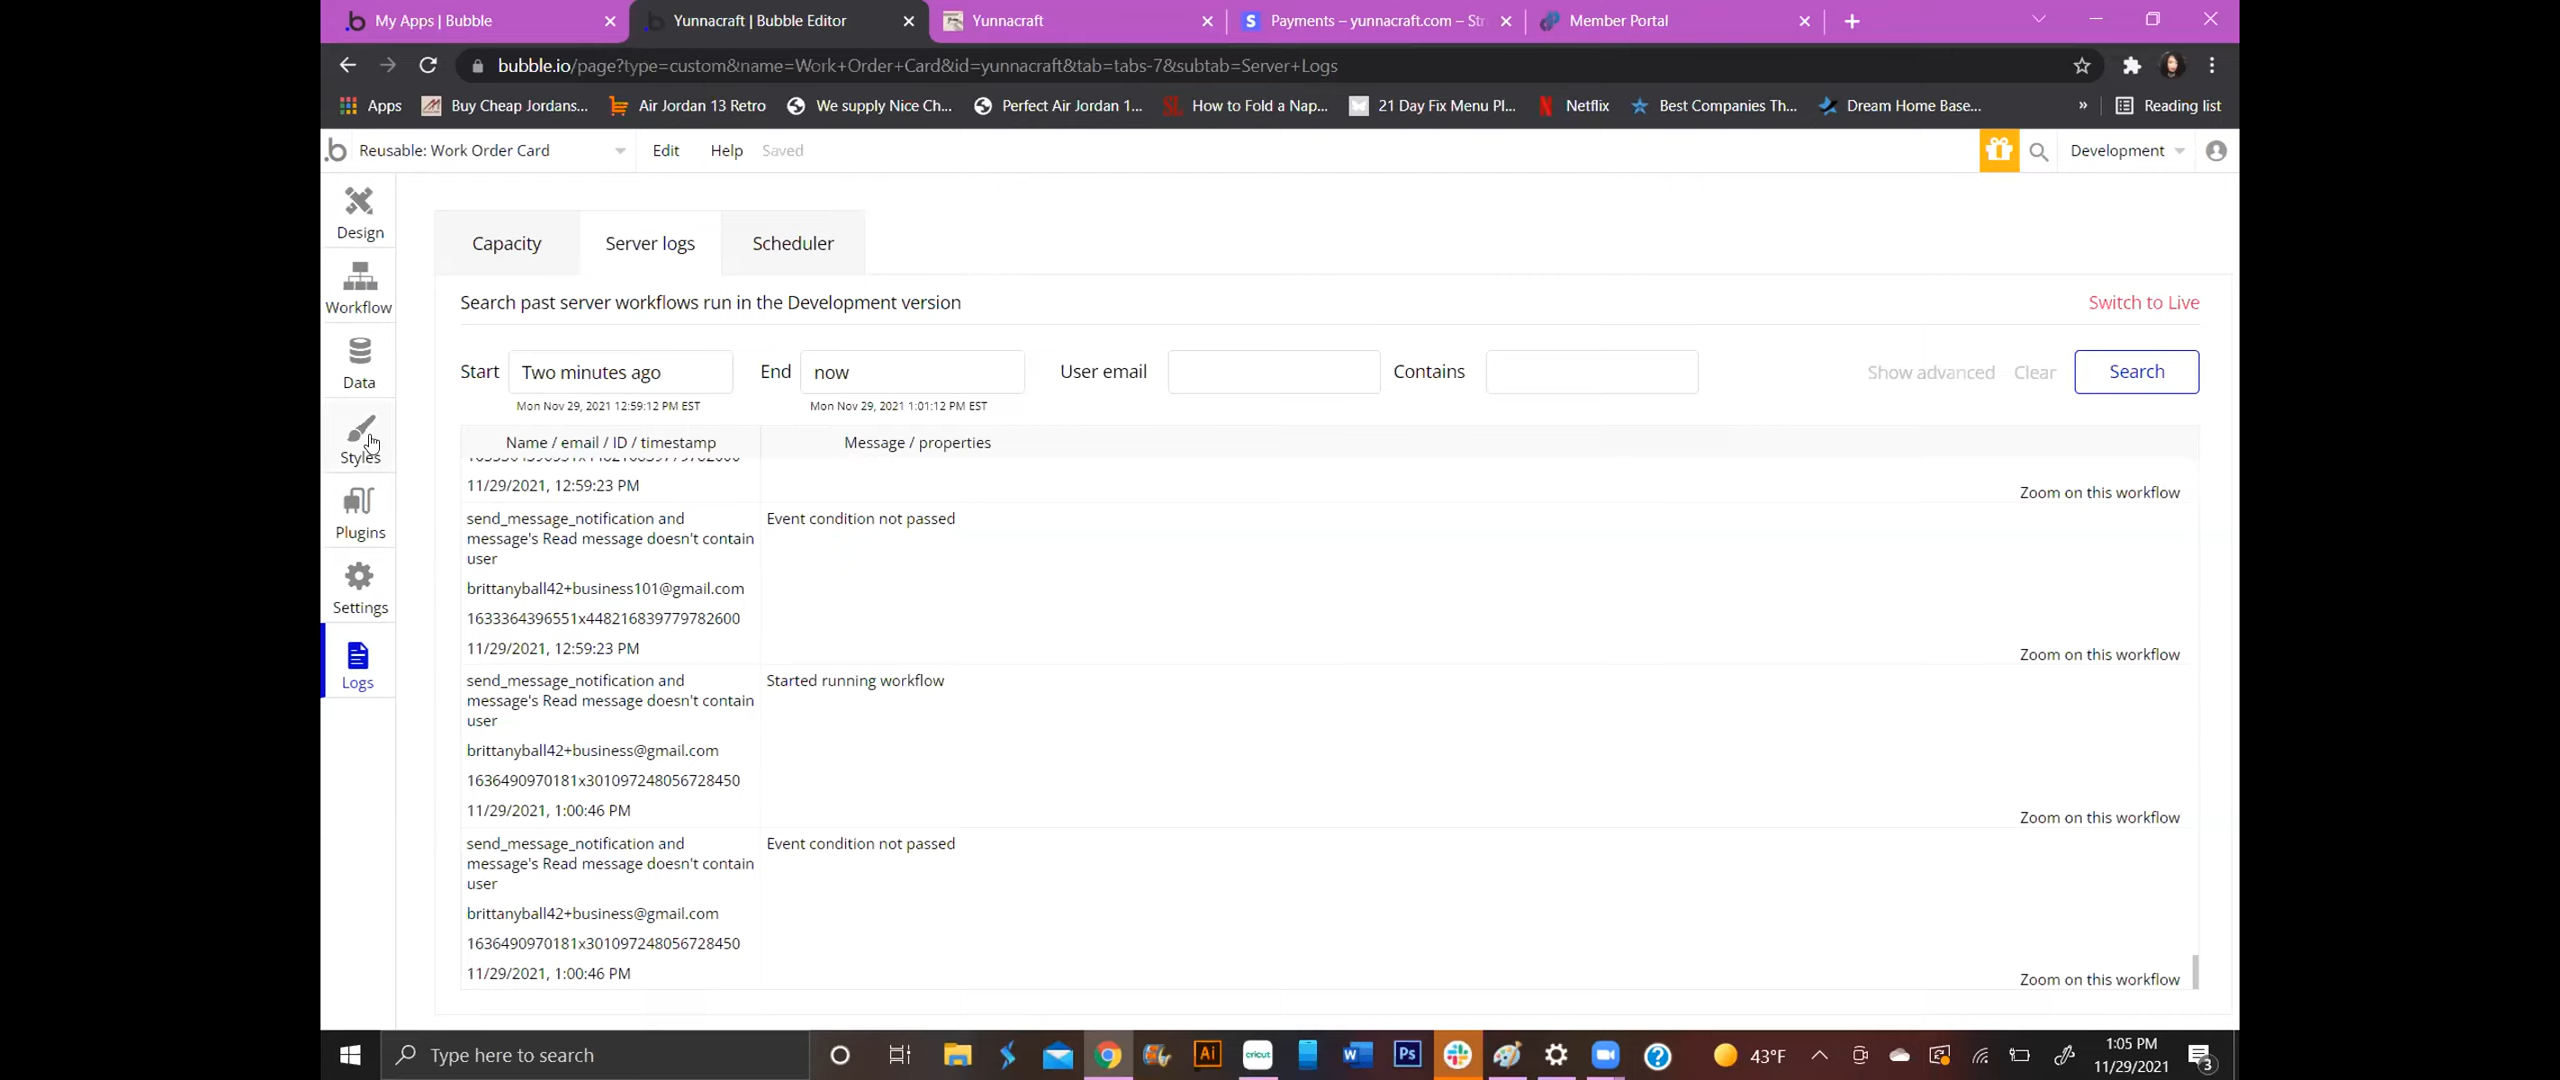 My Apps | Bubble
Yunnacraft | Bubble Editor
Yunnacraft
Payments – yunnacraft.com – St
Member Portal
bubble.io/page?type=custom&name=Work+Order+Card&id=yunnacraft&tab=tabs-7&subtab=Server+Logs
Apps
Buy Cheap Jordans...
Air Jordan 13 Retro
We supply Nice Ch...
Perfect Air Jordan 1...
How to Fold a Nap...
21 Day Fix Menu Pl...
Netflix
Best Companies Th...
Dream Home Base...
»
Reading list
Reusable: Work Order Card
Edit
Help
Saved
Development
Design
Workflow
Data
Styles
Plugins
Settings
Logs
Capacity
Server logs
Scheduler
Search past server workflows run in the Development version
Switch to Live
Start
Two minutes ago
End
now
User email
Contains
Show advanced
Clear
Search
Mon Nov 29, 2021 12:59:12 PM EST
Mon Nov 29, 2021 1:01:12 PM EST
Name / email / ID / timestamp
Message / properties
1633364396551x448216839779782600
11/29/2021, 12:59:23 PM
Zoom on this workflow
send_message_notification and
message's Read message doesn't contain
user
Event condition not passed
brittanyball42+business101@gmail.com
1633364396551x448216839779782600
11/29/2021, 12:59:23 PM
Zoom on this workflow
send_message_notification and
message's Read message doesn't contain
user
Started running workflow
brittanyball42+business@gmail.com
1636490970181x301097248056728450
11/29/2021, 1:00:46 PM
Zoom on this workflow
send_message_notification and
message's Read message doesn't contain
user
Event condition not passed
brittanyball42+business@gmail.com
1636490970181x301097248056728450
11/29/2021, 1:00:46 PM
Zoom on this workflow
Type here to search
Ai
cricut
Ps
43°F
1:05 PM
11/29/2021
3